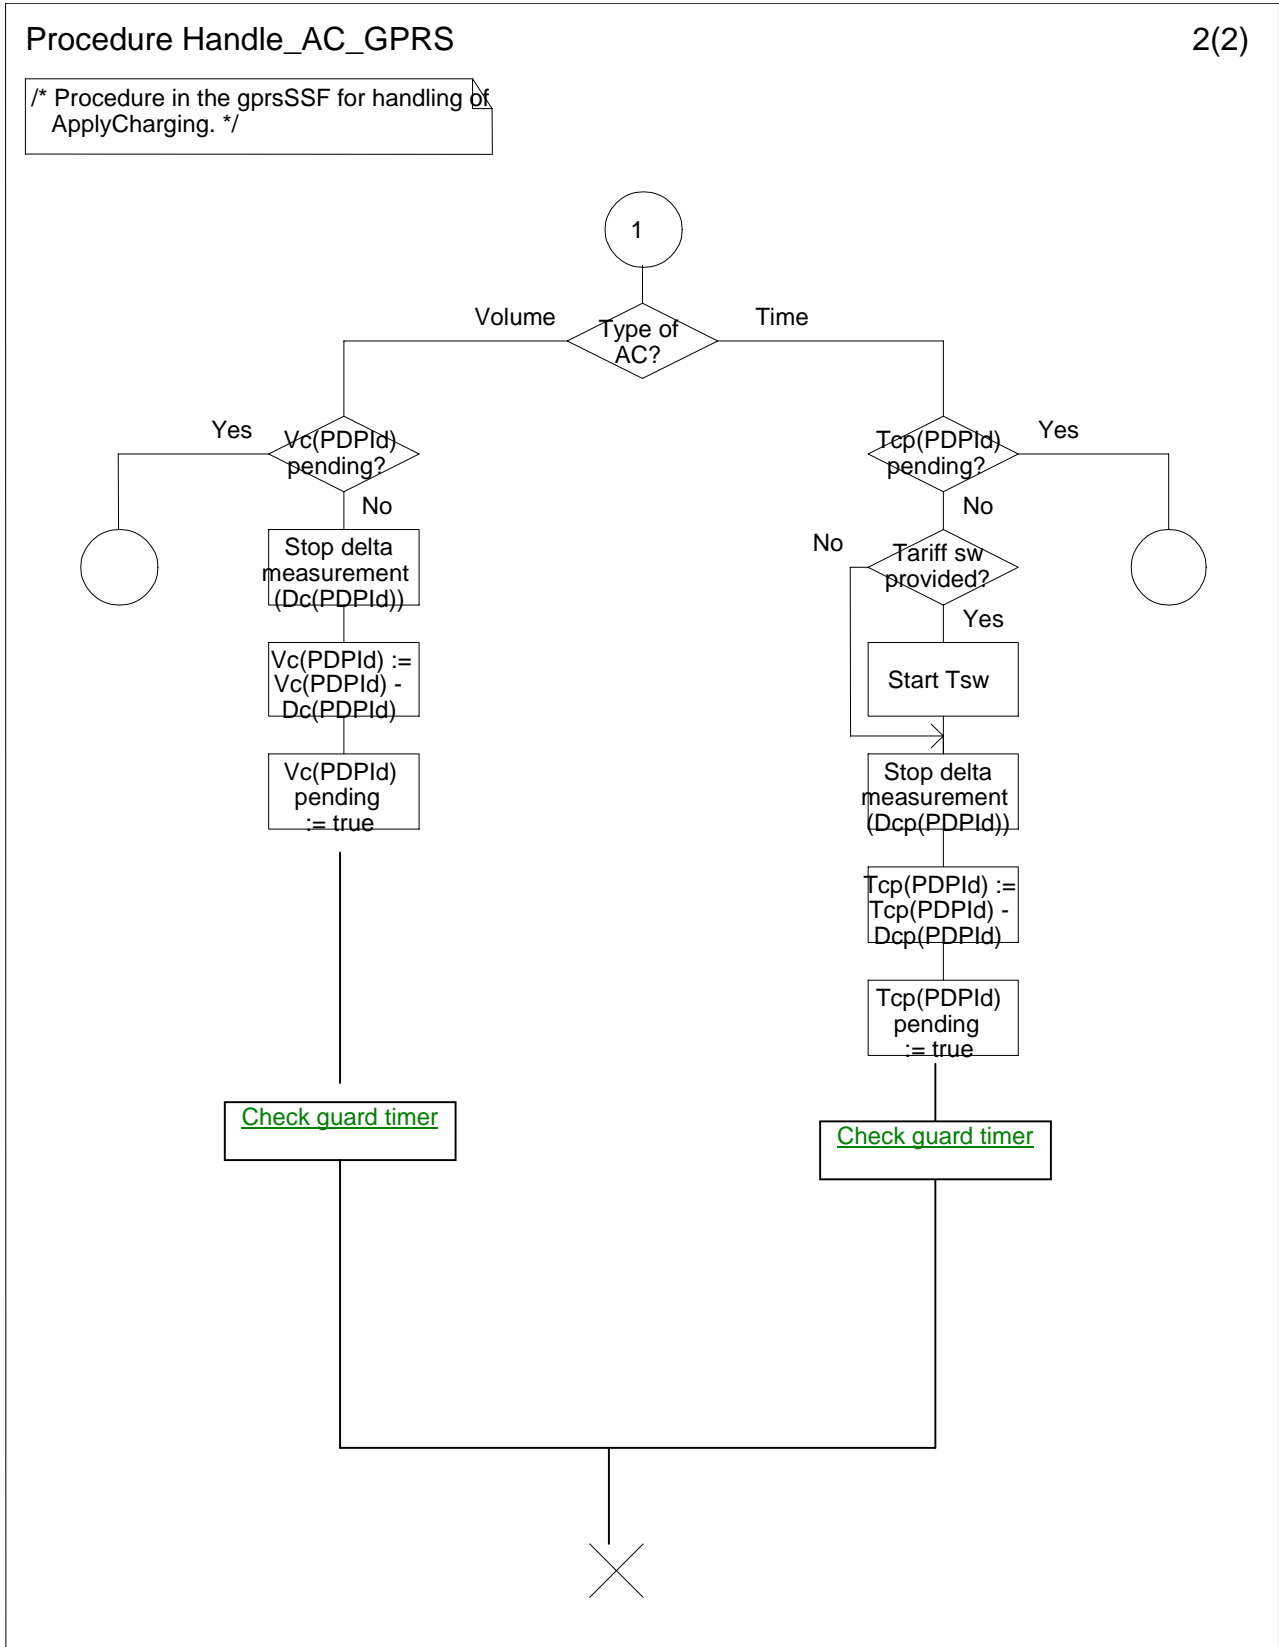 Procedure Handle_AC_GPRS
2(2)
/* Procedure in the gprsSSF for handling of
ApplyCharging. */
1
Volume
Type of
AC?
Time
Yes
Vc(PDPId)
pending?
No
Stop delta
measurement
(Dc(PDPId))
Vc(PDPId) :=
Vc(PDPId) -
Dc(PDPId)
Vc(PDPId)
pending
:= true
Check guard timer
Tcp(PDPId)
pending?
Yes
No
No
Tariff sw
provided?
Yes
Start Tsw
Stop delta
measurement
(Dcp(PDPId))
Tcp(PDPId) :=
Tcp(PDPId) -
Dcp(PDPId)
Tcp(PDPId)
pending
:= true
Check guard timer